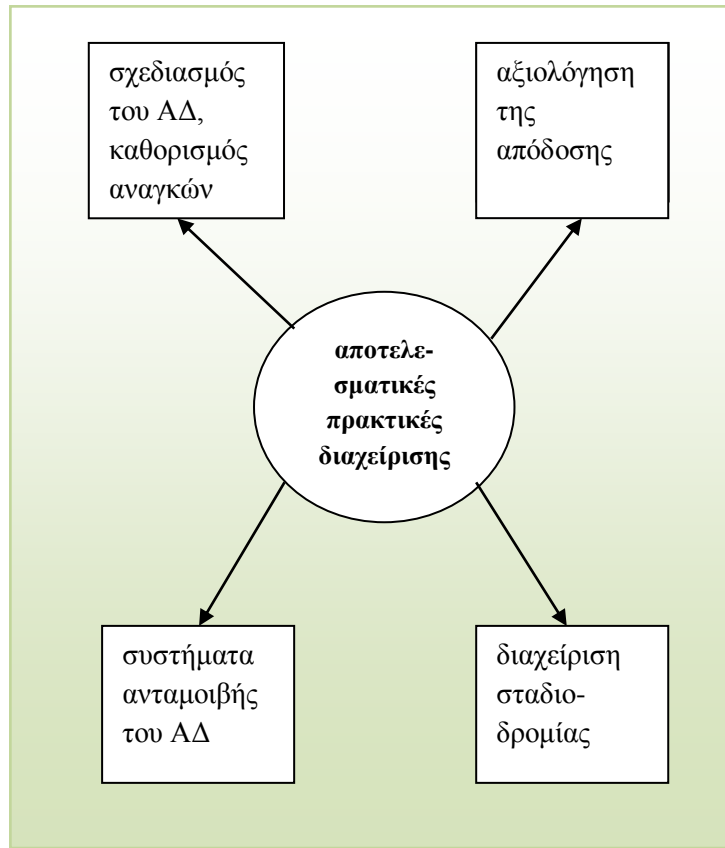 σχεδιασμός
του ΑΔ,
καθορισμός
αναγκών
αξιολόγηση
της
απόδοσης
αποτελε-
σματικές
πρακτικές
διαχείρισης
συστήματα
ανταμοιβής
του ΑΔ
διαχείριση
σταδιο-
δρομίας